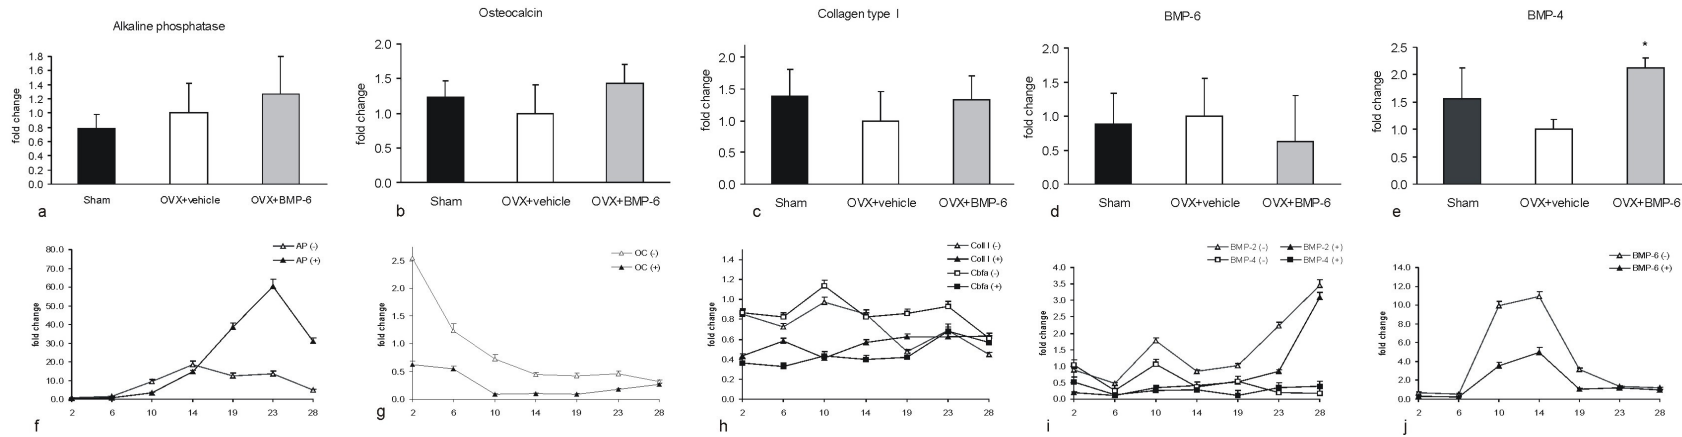 Alkaline phosphatase
fold change
1.8
1.6
1.4
1.2
1.0
0.8
0.6
0.4
0.2
0.0
Sham OVX+vehicle OVX+BMP-6
a
Osteocalcin
fold change
2.0
1.5
1.0
0.5
0.0
Sham OVX+vehicle OVX+BMP-6
b
Collagen type I
fold change
2.0
1.5
1.0
0.5
0.0
Sham OVX+vehicle OVX+BMP-6
c
BMP-6
fold change
2.0
1.5
1.0
0.5
0.0
Sham OVX+vehicle OVX+BMP-6
d
BMP-4
fold change
2.5
2.0
1.5
1.0
0.5
0.0
*
Sham OVX+vehicle OVX+BMP-6
e
AP (-)
AP (+)
fold change
80.0
70.0
60.0
50.0
40.0
30.0
20.0
10.0
0.0
2 6 10 14 19 23 28
f
OC (-)
OC (+)
fold change
2.5
2.0
1.5
1.0
0.5
0.0
2 6 10 14 19 23 28
g
Coll I (-)
Coll I (+)
Cbfa (-)
Cbfa (+)
fold change
1.4
1.2
1.0
0.8
0.6
0.4
0.2
0.0
2 6 10 14 19 23 28
h
BMP-2 (-) BMP-2 (+)
BMP-4 (-) BMP-4 (+)
fold change
4.0
3.5
3.0
2.5
2.0
1.5
1.0
0.5
0.0
2 6 10 14 19 23 28
i
BMP-6 (-)
BMP-6 (+)
fold change
14.0
12.0
10.0
8.0
6.0
4.0
2.0
0.0
2 6 10 14 19 23 28
j